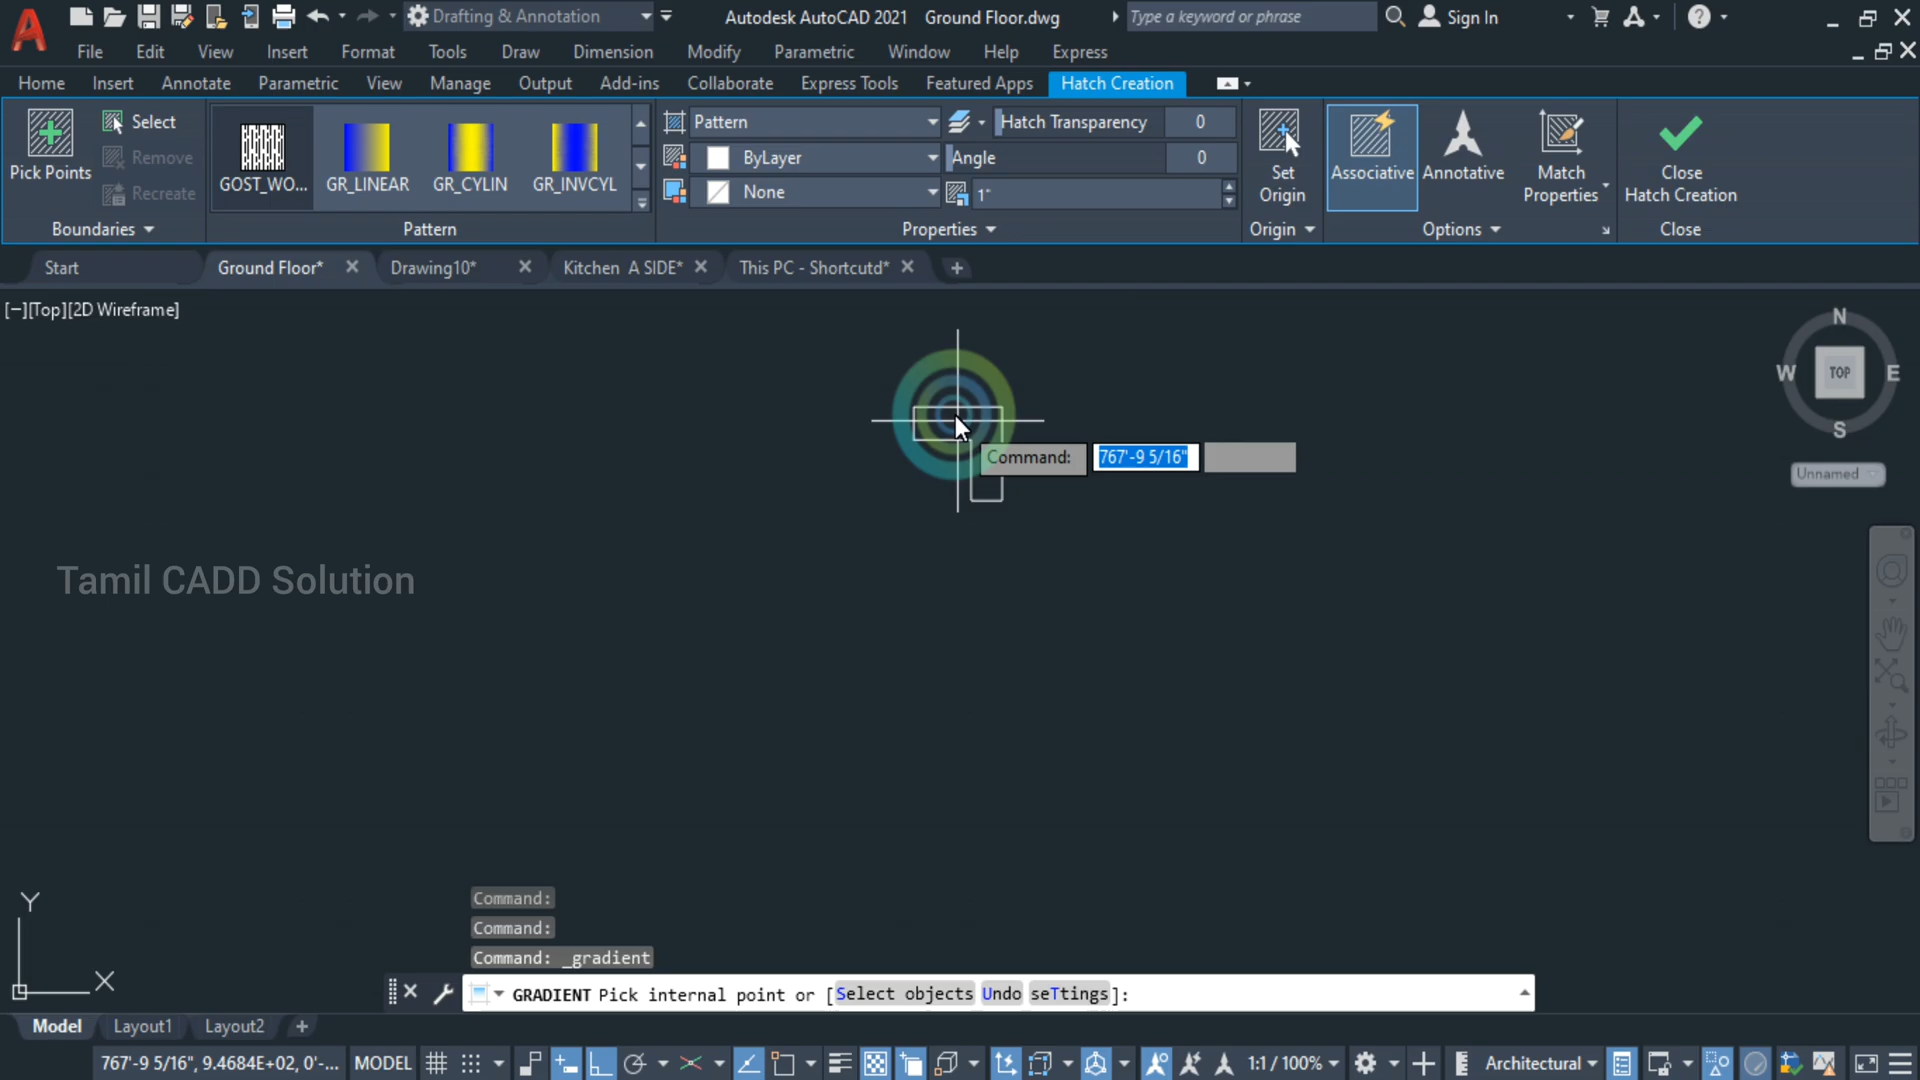 Drafting & Annotation
Autodesk AutoCAD 2021 Ground Floor.dwg
Type a keyword or phrase
Sign In
File Edit View Insert Format Tools Draw Dimension Modify Parametric Window Help Express
Home Insert Annotate Parametric View Manage Output Add-ins Collaborate Express Tools Featured Apps Hatch Creation
Pick Points
Select
Remove
Recreate
Boundaries
GOST_WO... GR_LINEAR GR_CYLIN GR_INVCYL
Pattern
Pattern
ByLayer
None
Hatch Transparency 0
Angle 0
1"
Properties
Set Origin
Origin
Associative
Annotative
Match Properties
Options
Close Hatch Creation
Close
Start Ground Floor* Drawing10* Kitchen A SIDE* This PC - Shortcutd*
[−][Top][2D Wireframe]
N
W TOP E
S
Unnamed
Command: 767'-9 5/16"
Tamil CADD Solution
Y
X
Command:
Command:
Command: _gradient
GRADIENT Pick internal point or [Select objects Undo seTtings]:
Model Layout1 Layout2
767'-9 5/16", 9.4684E+02, 0'-... MODEL 1:1 / 100% Architectural